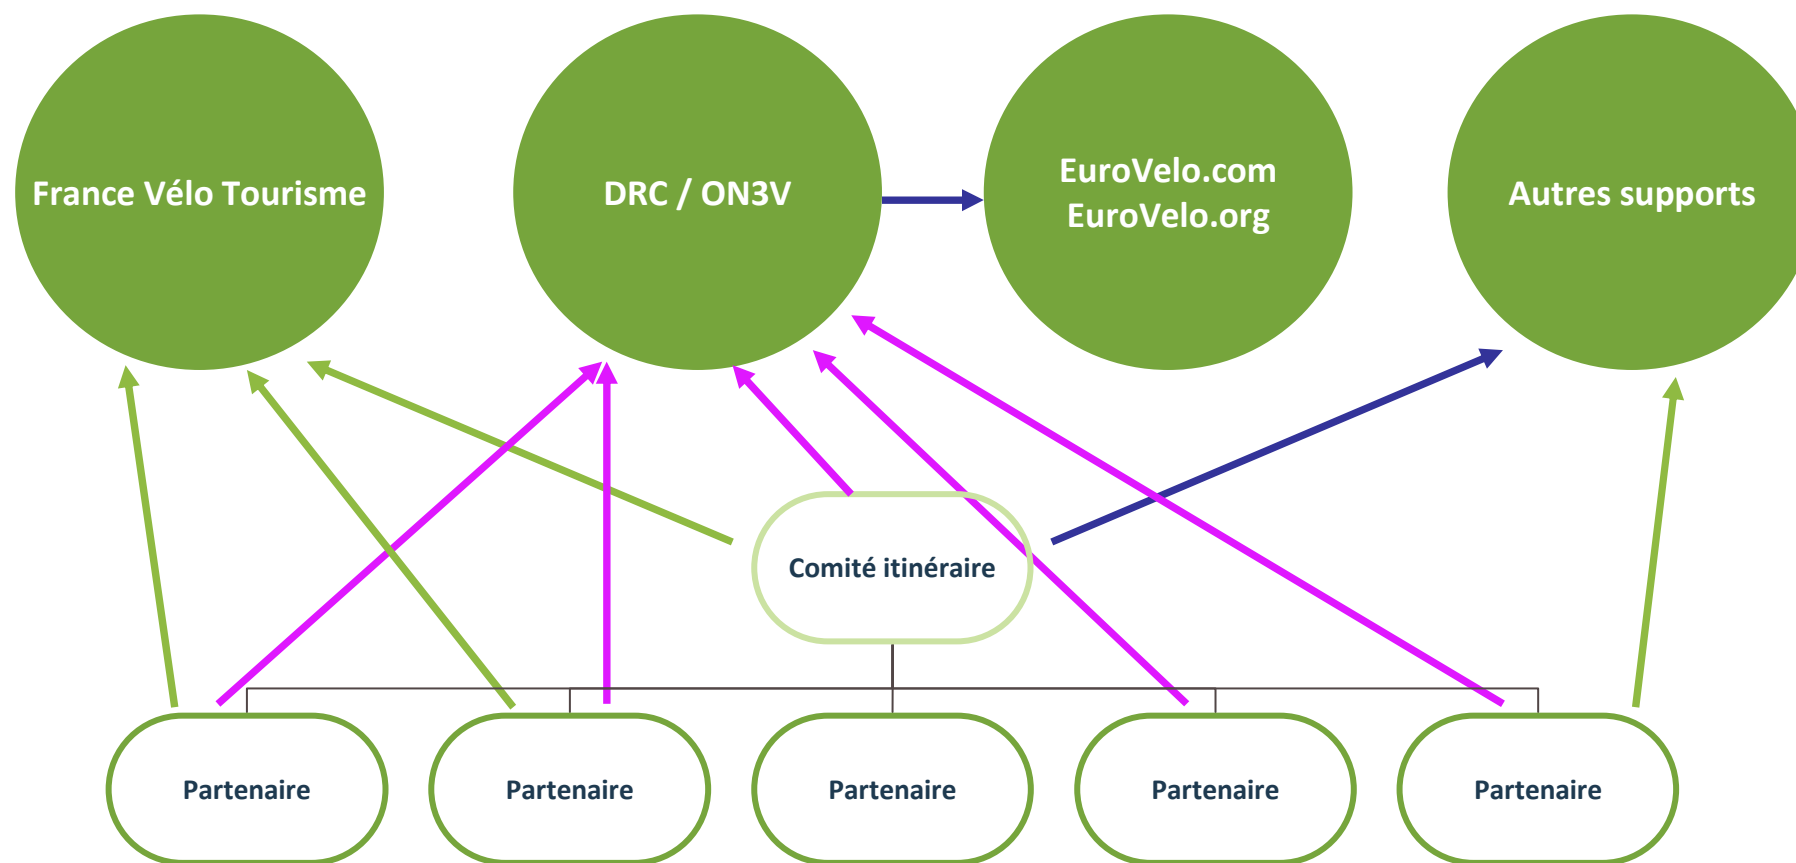 France Vélo Tourisme
DRC / ON3V
EuroVelo.com
EuroVelo.org
Autres supports
Comité itinéraire
Partenaire
Partenaire
Partenaire
Partenaire
Partenaire